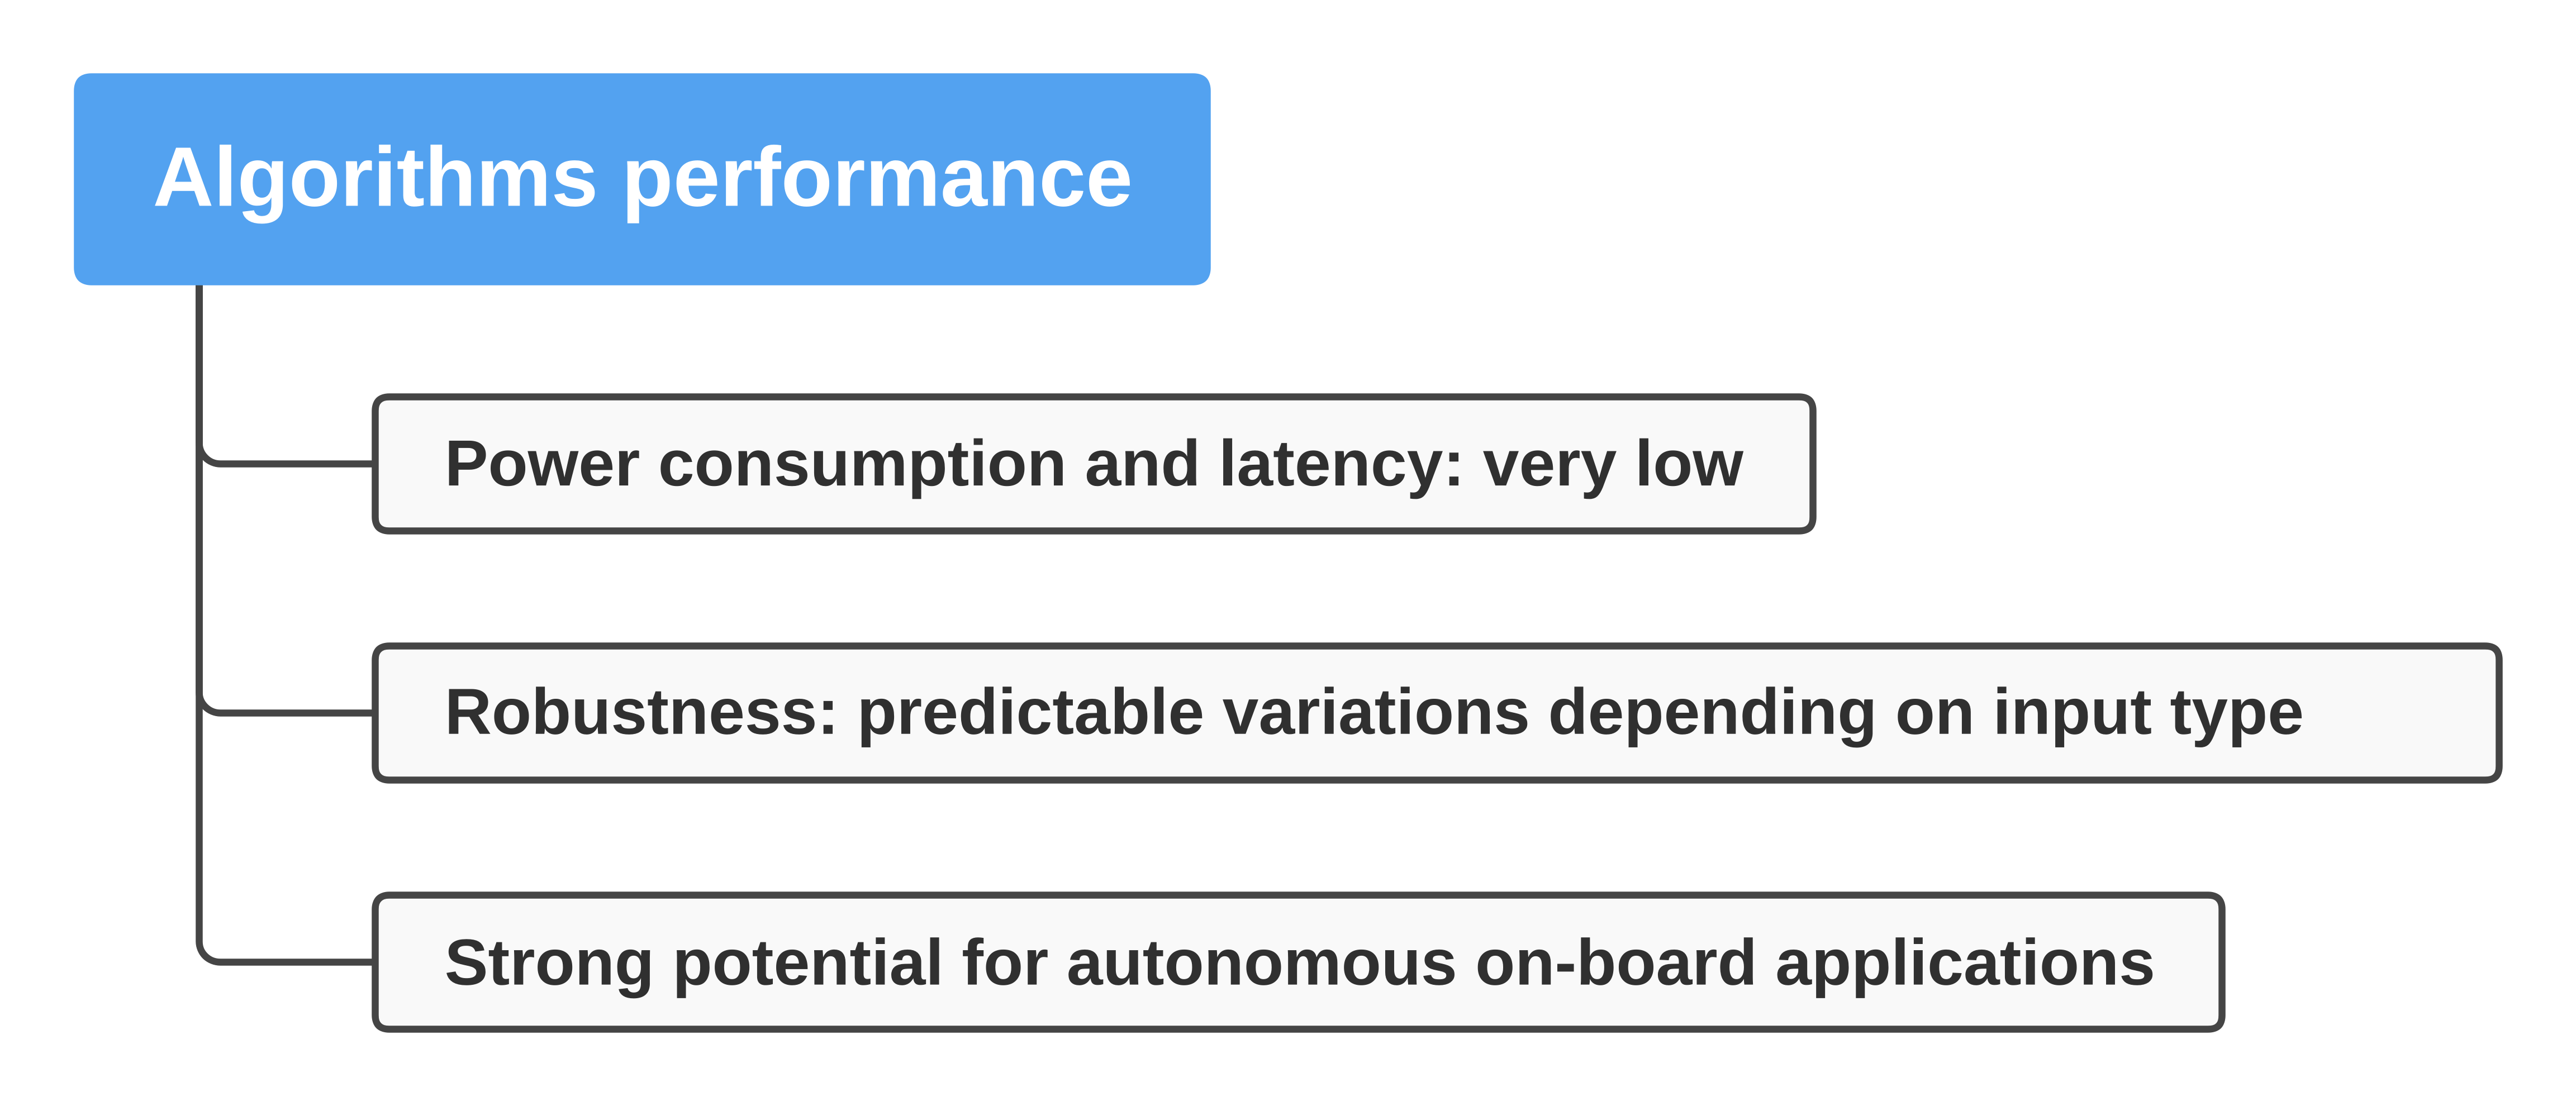 Algorithms performance
Power consumption and latency: very low
Robustness: predictable variations depending on input type
Strong potential for autonomous on-board applications